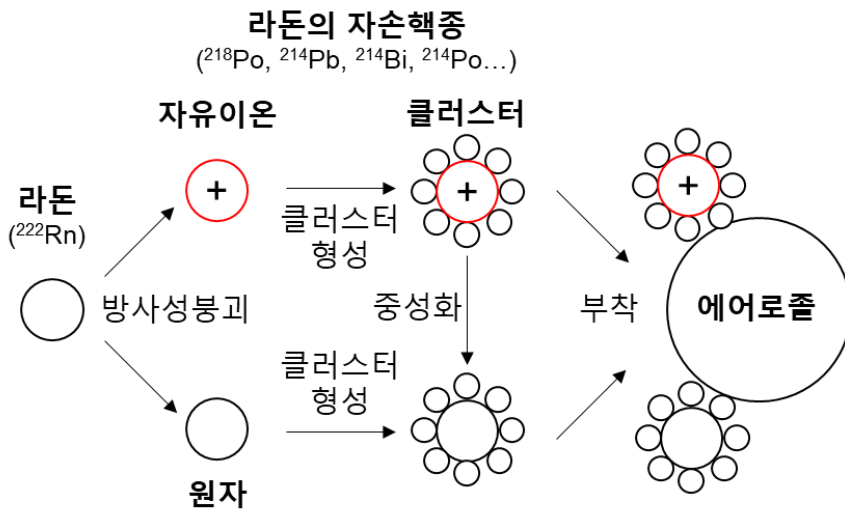 라돈의 자손핵종
(²¹⁸Po, ²¹⁴Pb, ²¹⁴Bi, ²¹⁴Po…)
자유이온
클러스터
+
+
+
라돈
(²²²Rn)
클러스터
형성
방사성붕괴
중성화
부착
에어로졸
클러스터
형성
원자